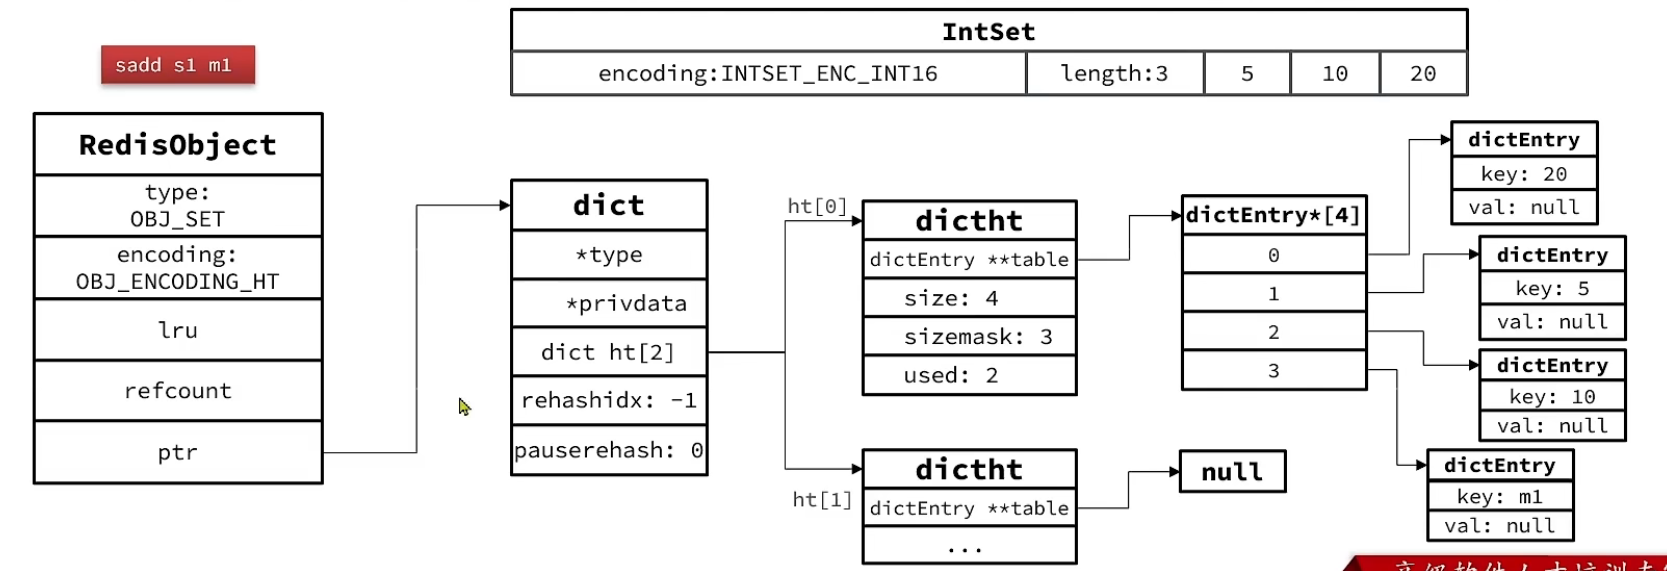 sadd s1 m1
IntSet
encoding:INTSET_ENC_INT16
length:3
5
10
20
RedisObject
type:
OBJ_SET
encoding:
OBJ_ENCODING_HT
lru
refcount
ptr
dict
*type
*privdata
dict ht[2]
rehashidx: -1
pauserehash: 0
ht[0]
dictht
dictEntry **table
size: 4
sizemask: 3
used: 2
ht[1]
dictht
dictEntry **table
...
null
dictEntry*[4]
0
1
2
3
dictEntry
key: 20
val: null
dictEntry
key: 5
val: null
dictEntry
key: 10
val: null
dictEntry
key: m1
val: null